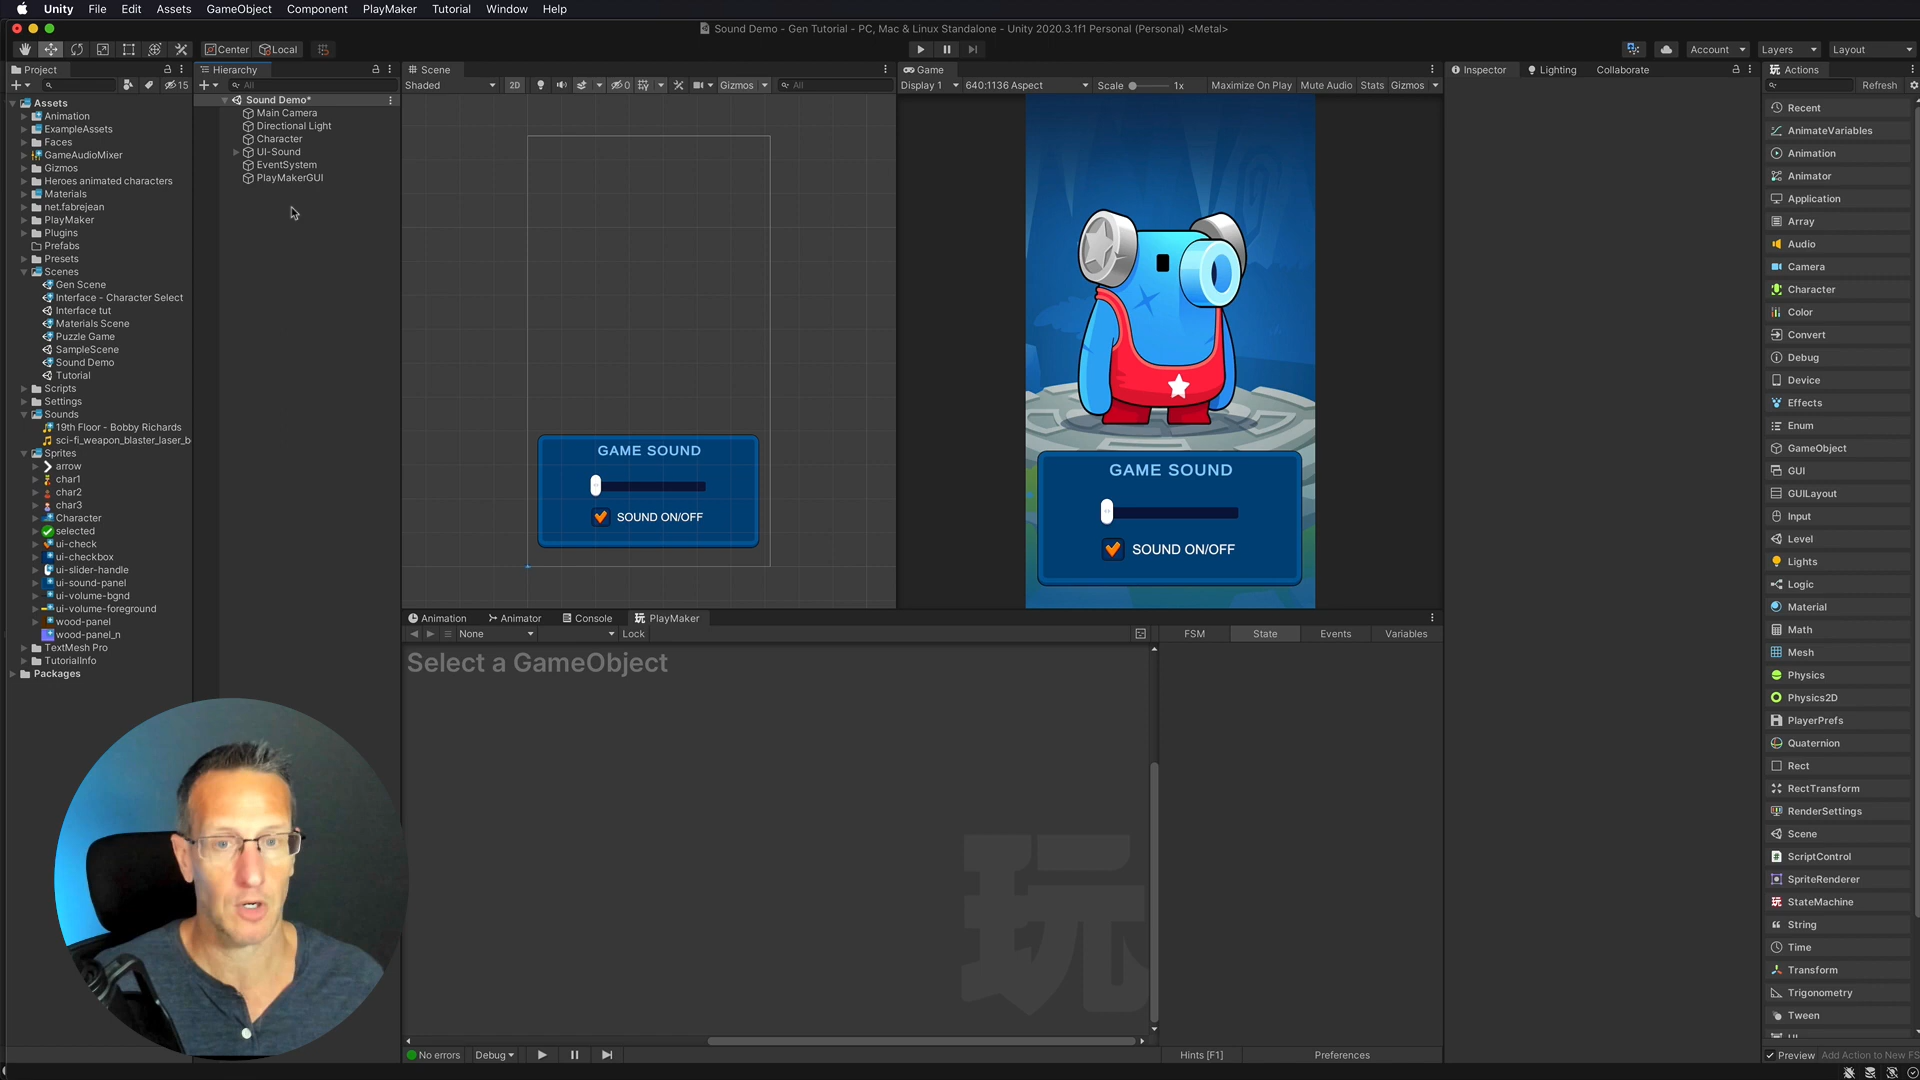 Unity File Edit Assets GameObject Component PlayMaker Tutorial Window Help
Sound Demo - Gen Tutorial - PC, Mac & Linux Standalone - Unity 2020.3.1f1 Personal (Personal) <Metal>
Center Local
Account Layers Layout
Project
15
Assets
Animation
ExampleAssets
Faces
GameAudioMixer
Gizmos
Heroes animated characters
Materials
net.fabrejean
PlayMaker
Plugins
Prefabs
Presets
Scenes
Gen Scene
Interface - Character Select
Interface tut
Materials Scene
Puzzle Game
SampleScene
Sound Demo
Tutorial
Scripts
Settings
Sounds
19th Floor - Bobby Richards
sci-fi_weapon_blaster_laser_b
Sprites
arrow
char1
char2
char3
Character
selected
ui-check
ui-checkbox
ui-slider-handle
ui-sound-panel
ui-volume-bgnd
ui-volume-foreground
wood-panel
wood-panel_n
TextMesh Pro
TutorialInfo
Packages
Hierarchy
All
Sound Demo*
Main Camera
Directional Light
Character
UI-Sound
EventSystem
PlayMakerGUI
Scene
Shaded 2D 0 Gizmos All
GAME SOUND
SOUND ON/OFF
Game
Display 1 640:1136 Aspect Scale 1x Maximize On Play Mute Audio Stats Gizmos
GAME SOUND
SOUND ON/OFF
Animation Animator Console PlayMaker
None Lock FSM State Events Variables
Select a GameObject
玩
No errors Debug Hints [F1] Preferences
Inspector Lighting Collaborate
Actions
Refresh
Recent
AnimateVariables
Animation
Animator
Application
Array
Audio
Camera
Character
Color
Convert
Debug
Device
Effects
Enum
GameObject
GUI
GUILayout
Input
Level
Lights
Logic
Material
Math
Mesh
Physics
Physics2D
PlayerPrefs
Quaternion
Rect
RectTransform
RenderSettings
Scene
ScriptControl
SpriteRenderer
StateMachine
String
Time
Transform
Trigonometry
Tween
Preview Add Action to New FS